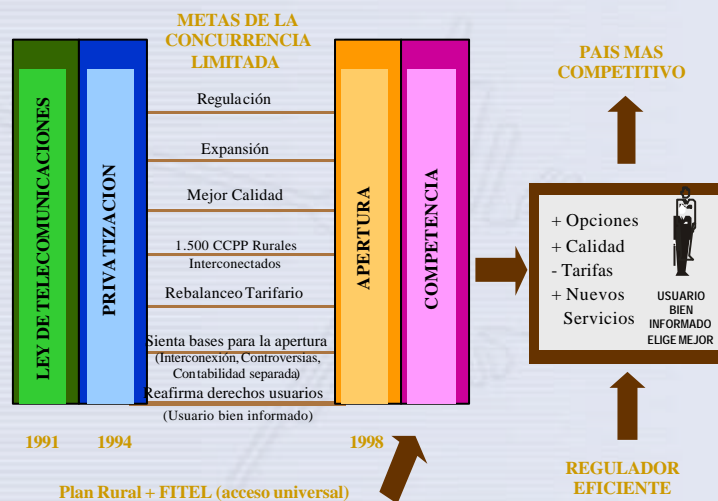 METAS DE LA
CONCURRENCIA
LIMITADA
LEY DE TELECOMUNICACIONES
PRIVATIZACION
Regulación
Expansión
Mejor Calidad
1.500 CCPP Rurales
Interconectados
Rebalanceo Tarifario
Sienta bases para la apertura
(Interconexión, Controversias,
Contabilidad separada)
Reafirma derechos usuarios
(Usuario bien informado)
APERTURA
COMPETENCIA
1991
1994
1998
Plan Rural + FITEL (acceso universal)
PAIS MAS
COMPETITIVO
+ Opciones
+ Calidad
- Tarifas
+ Nuevos
Servicios
USUARIO
BIEN
INFORMADO
ELIGE MEJOR
REGULADOR
EFICIENTE